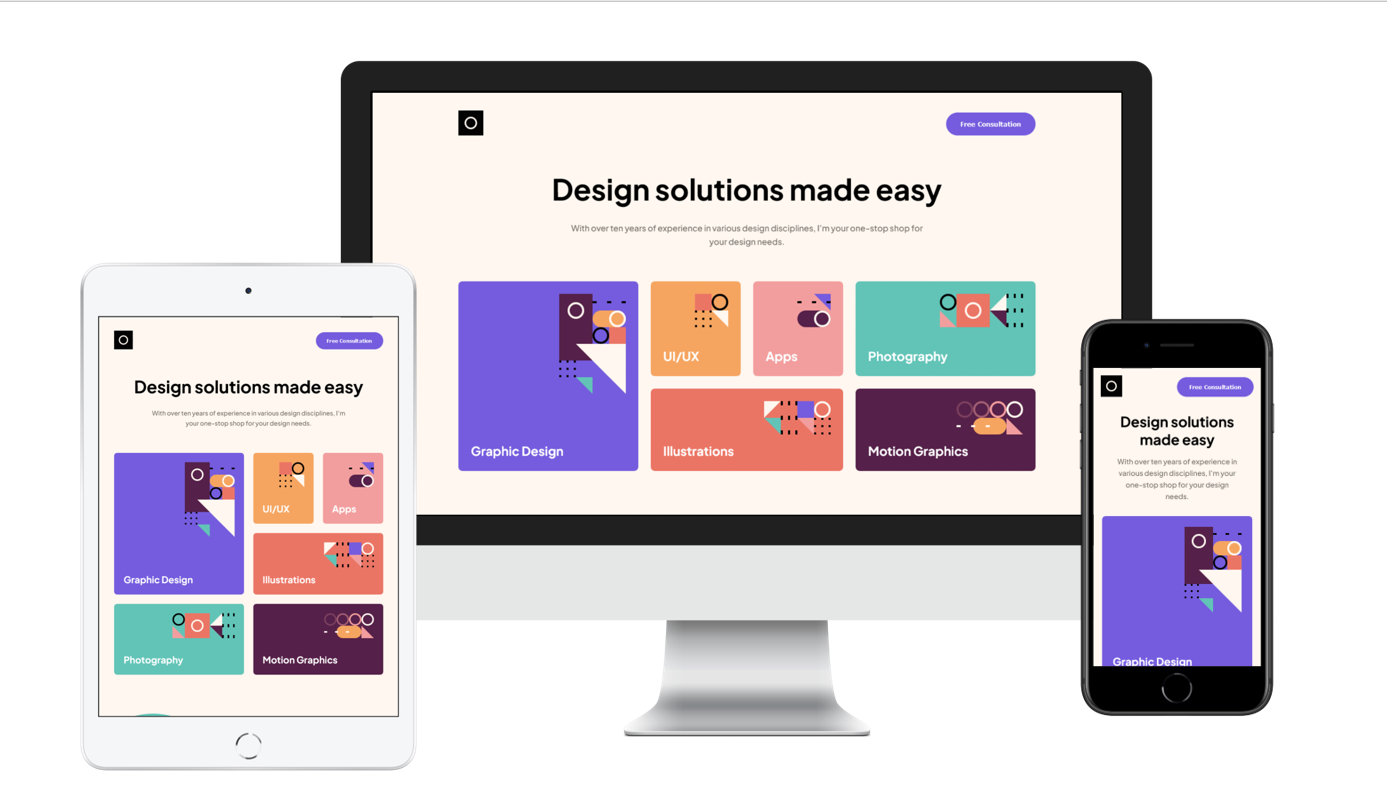 Free Consultation
Design solutions made easy
With over ten years of experience in various design disciplines, I'm your one-stop shop for
your design needs.
UI/UX
Apps
Photography
Graphic Design
Illustrations
Motion Graphics
Free Consultation
Design solutions made easy
With over ten years of experience in various design disciplines, I'm
your one-stop shop for your design needs.
UI/UX
Apps
Graphic Design
Illustrations
Photography
Motion Graphics
Free Consultation
Design solutions
made easy
With over ten years of experience in
various design disciplines, I'm your
one-stop shop for your design
needs.
Graphic Design